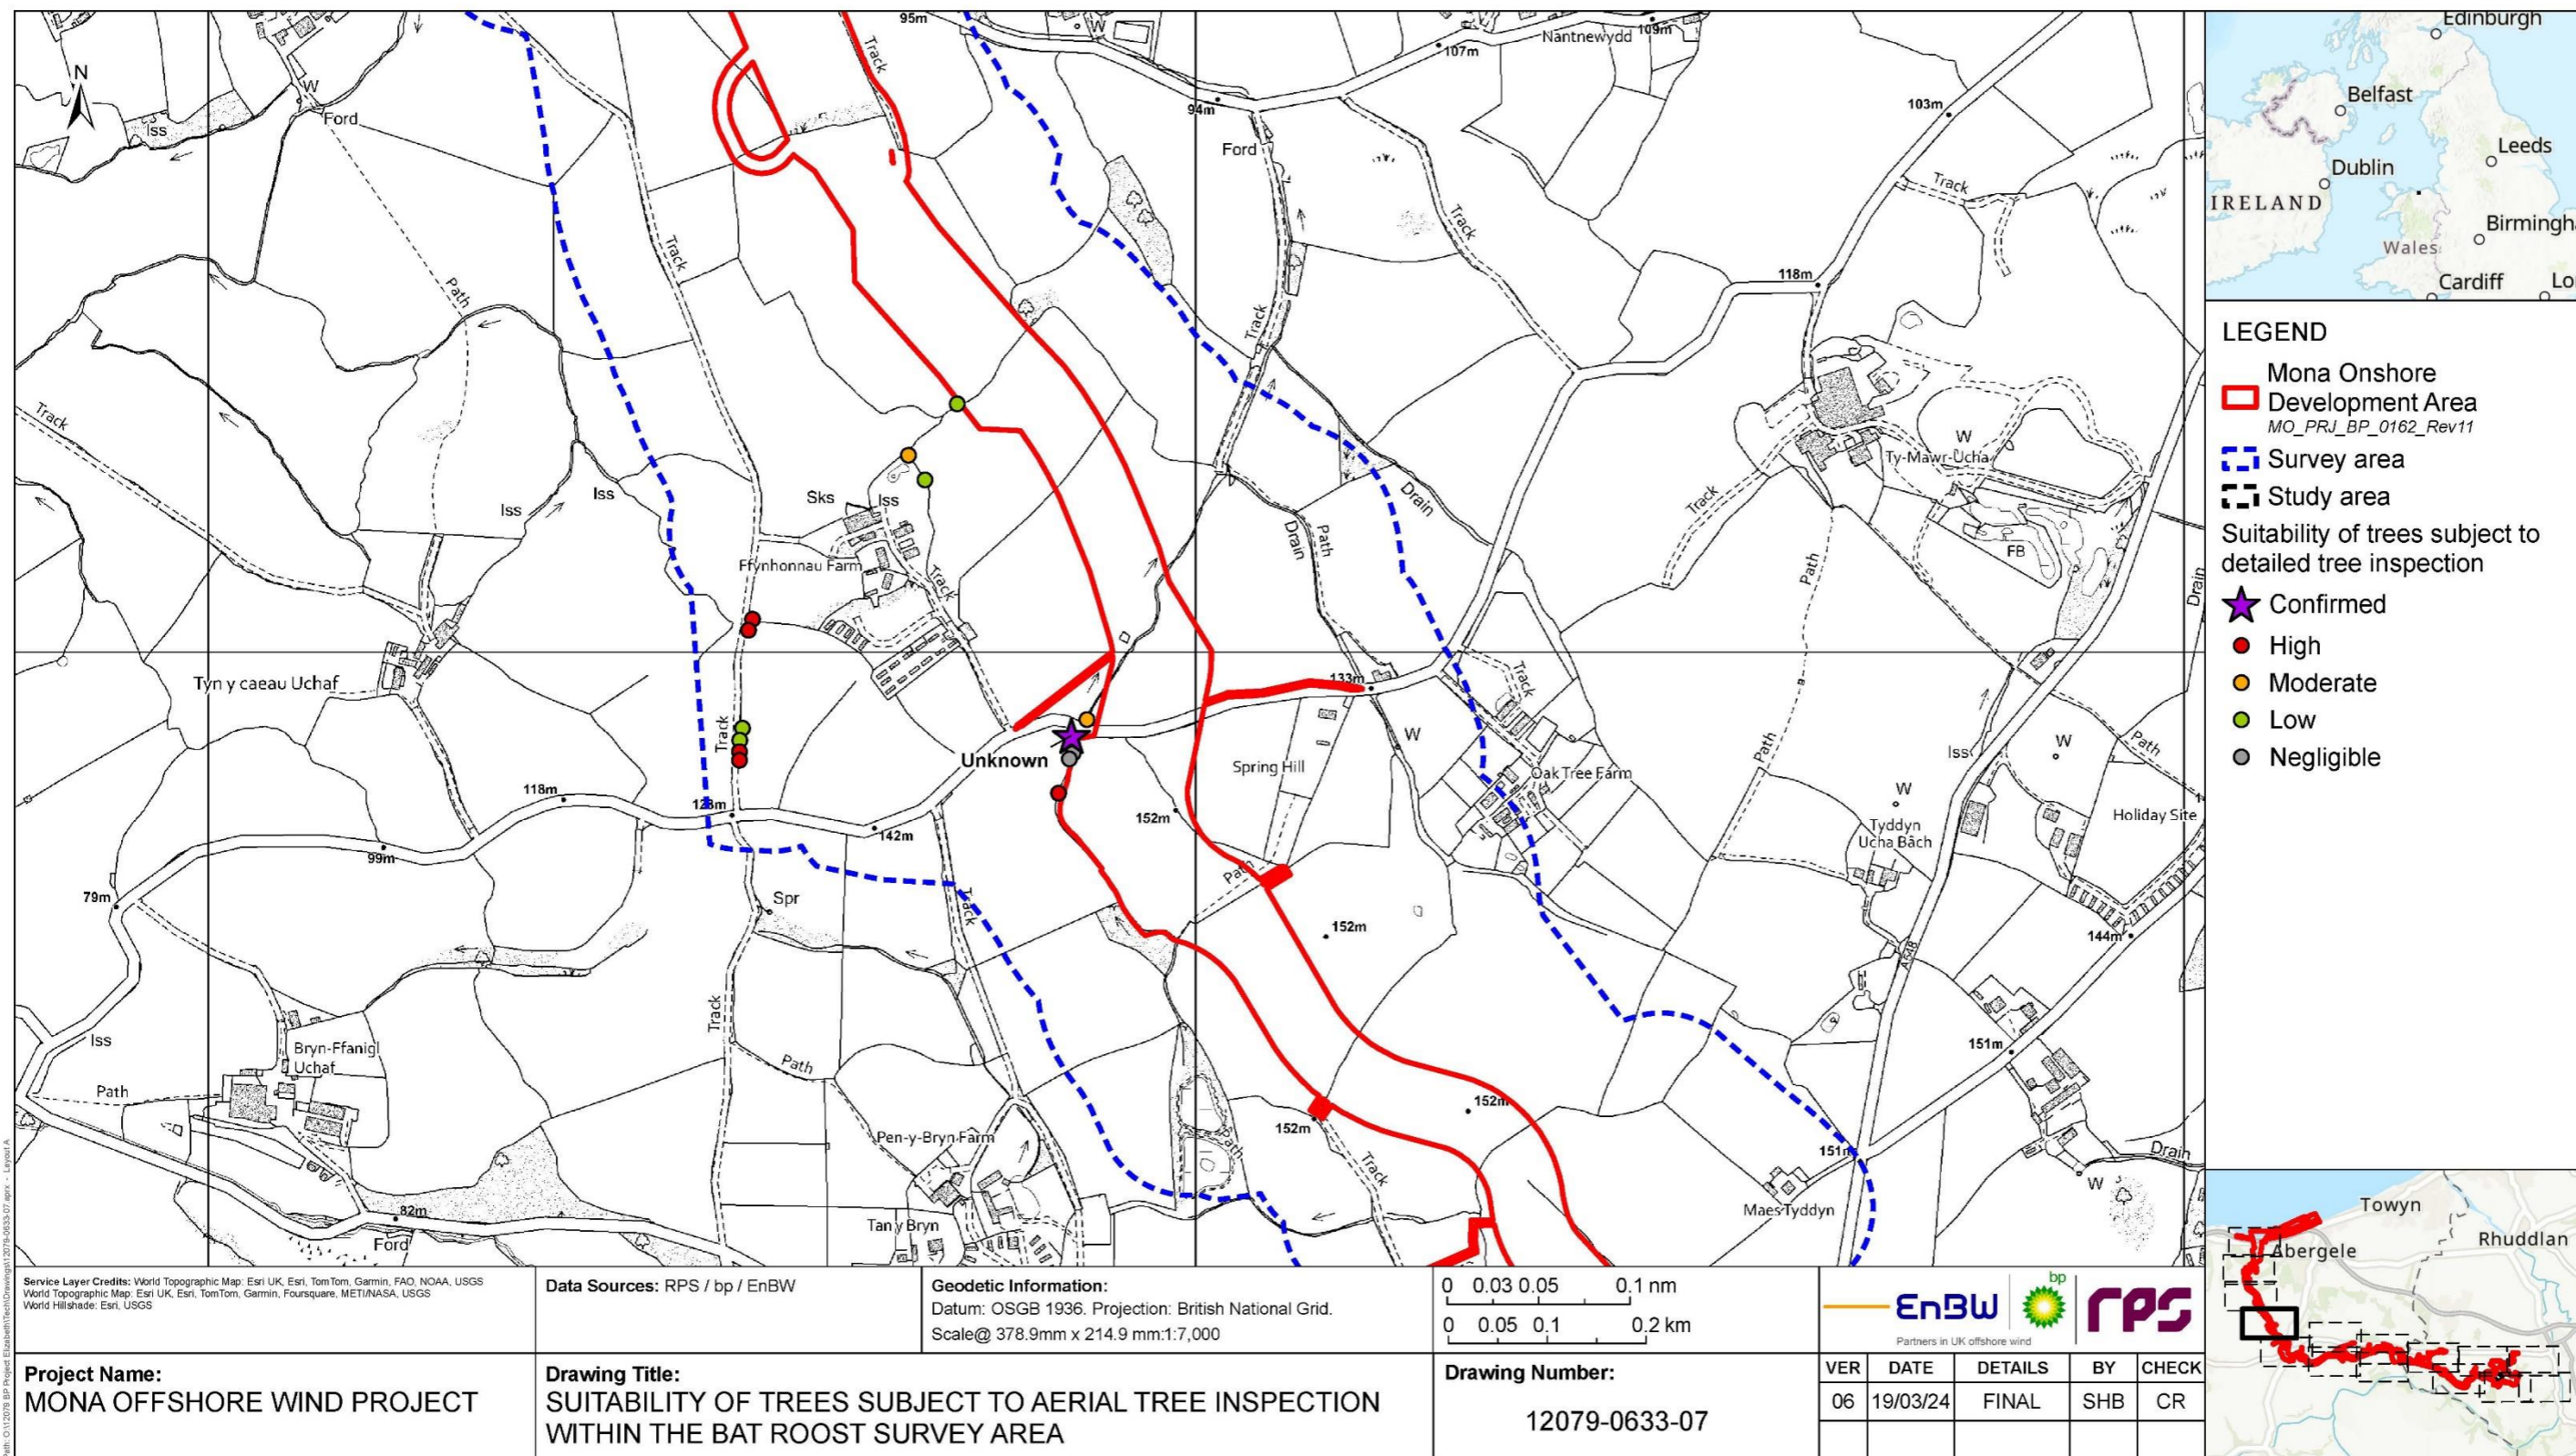 95m
W
Nantnewydd
109m
107m
Track
N
W
Ford
Iss
94m
Ford
103m
Track
Track
Track
Path
118m
Track
Track
Iss
Iss
Sks
Iss
Drain
Drain
Path
W
Ty-Mawr-Ucha
Track
FB
Ffynhonnau Farm
Track
Path
Drain
Tyn y caeau Uchaf
Track
133m
Track
W
Unknown
Spring Hill
Oak Tree Farm
Path
Iss
W
Path
W
118m
123m
142m
152m
Tyddyn
Ucha Bâch
Holiday Site
99m
79m
Spr
Track
Path
152m
144m
A548
Track
Iss
Bryn-Ffanigl
Uchaf
Path
Path
151m
152m
152m
Pen-y-Bryn Farm
Path
Track
151m
Drain
W
Maes Tyddyn
82m
Ford
Tan y Bryn
Edinburgh
Belfast
Leeds
Dublin
IRELAND
Birmingh
Wales
Cardiff
Lo
LEGEND
Mona Onshore
Development Area
MO_PRJ_BP_0162_Rev11
Survey area
Study area
Suitability of trees subject to
detailed tree inspection
Confirmed
High
Moderate
Low
Negligible
Towyn
Abergele
Rhuddlan
Service Layer Credits: World Topographic Map: Esri UK, Esri, TomTom, Garmin, FAO, NOAA, USGS
World Topographic Map: Esri UK, Esri, TomTom, Garmin, Foursquare, METI/NASA, USGS
World Hillshade: Esri, USGS
Data Sources: RPS / bp / EnBW
Geodetic Information:
Datum: OSGB 1936. Projection: British National Grid.
Scale@ 378.9mm x 214.9 mm:1:7,000
0 0.03 0.05 0.1 nm
0 0.05 0.1 0.2 km
EnBW
bp
rps
Partners in UK offshore wind
Project Name:
MONA OFFSHORE WIND PROJECT
Drawing Title:
SUITABILITY OF TREES SUBJECT TO AERIAL TREE INSPECTION
WITHIN THE BAT ROOST SURVEY AREA
Drawing Number:
12079-0633-07
VER DATE DETAILS BY CHECK
06 19/03/24 FINAL SHB CR